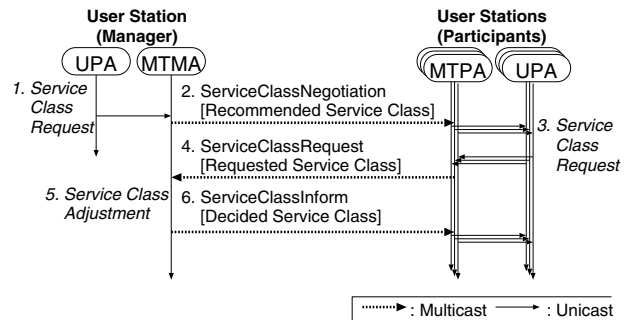 User Station
(Manager)
User Stations
(Participants)
UPA
MTMA
MTPA
UPA
1. Service
Class
Request
2. ServiceClassNegotiation
[Recommended Service Class]
3. Service
Class
Request
4. ServiceClassRequest
[Requested Service Class]
5. Service Class
Adjustment
6. ServiceClassInform
[Decided Service Class]
: Multicast
: Unicast